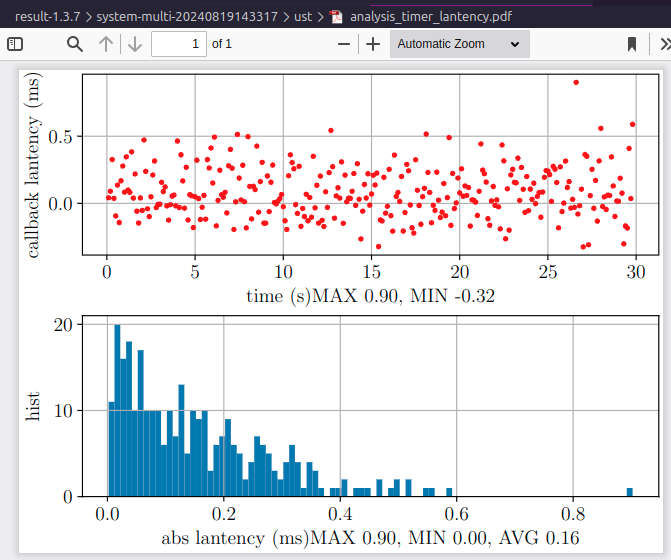 result-1.3.7 > system-multi-20240819143317 > ust > analysis_timer_lantency.pdf
1 of 1
Automatic Zoom
callback lantency (ms)
0.5
0.0
0 5 10 15 20 25 30
time (s)MAX 0.90, MIN -0.32
hist
20
10
0
0.0 0.2 0.4 0.6 0.8
abs lantency (ms)MAX 0.90, MIN 0.00, AVG 0.16